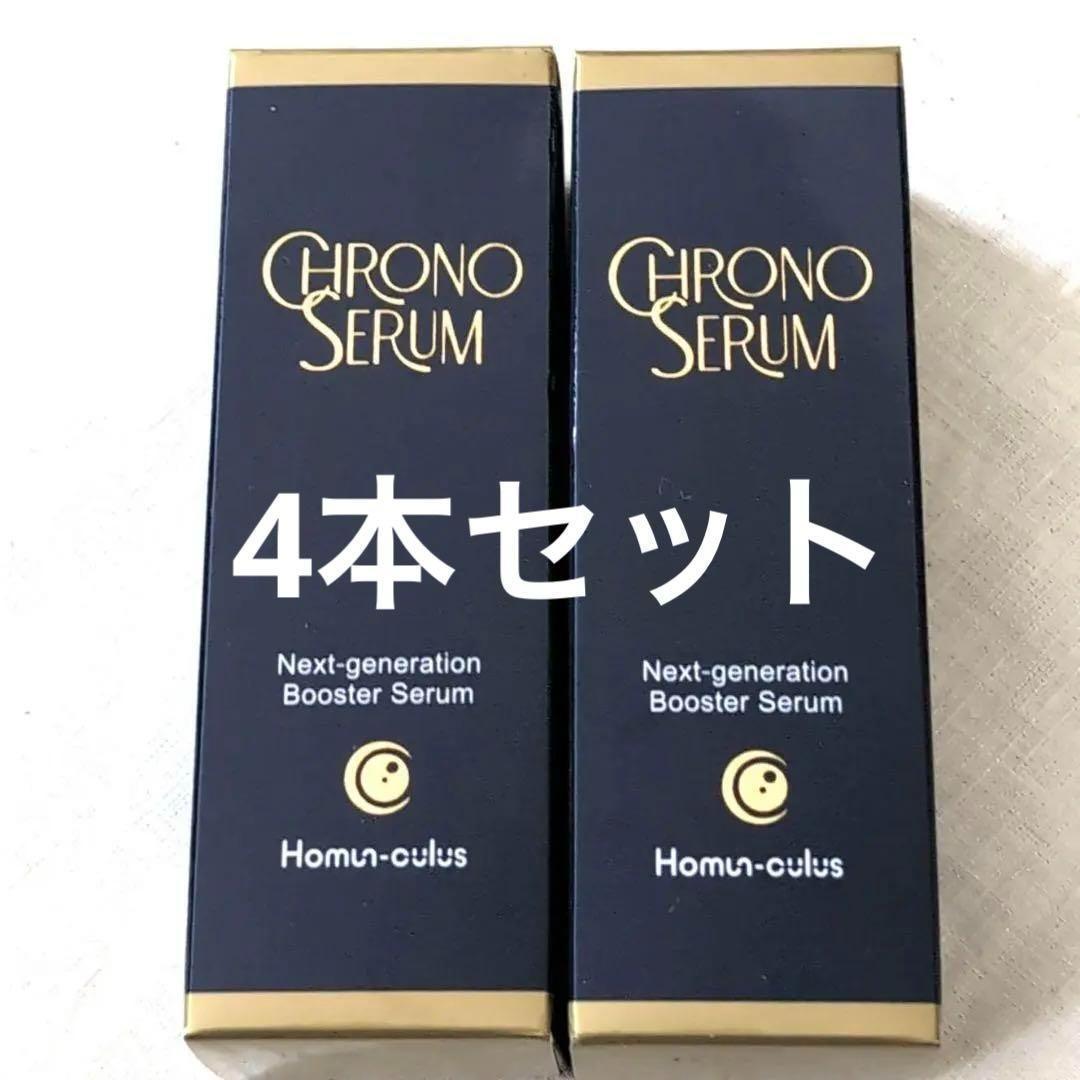 CHRONO
SERUM
CHRONO
SERUM
4本セット
Next-generation
Booster Serum
Next-generation
Booster Serum
Homun-culus
Homun-culus